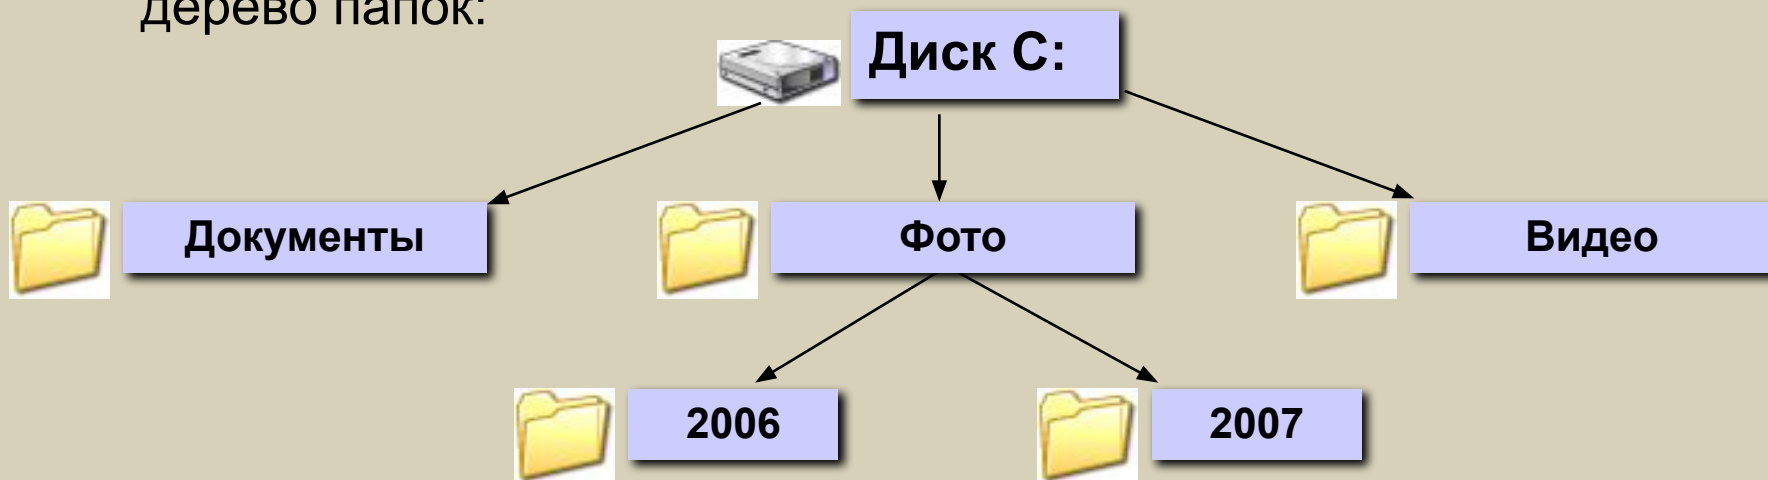 дерево папок:
Диск C:
Документы
Фото
Видео
2006
2007